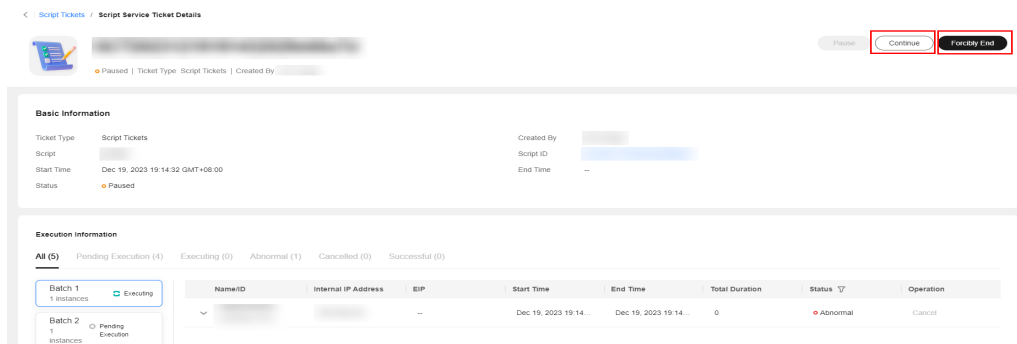 < Script Tickets / Script Service Ticket Details
Pause Continue Forcibly End
Paused | Ticket Type Script Tickets | Created By
Basic Information
Ticket Type Script Tickets Created By
Script Script ID
Start Time Dec 19, 2023 19:14:32 GMT+08:00 End Time --
Status Paused
Execution Information
All (5) Pending Execution (4) Executing (0) Abnormal (1) Cancelled (0) Successful (0)
Batch 1
1 instances
Executing
Name/ID Internal IP Address EIP Start Time End Time Total Duration Status Operation
-- Dec 19, 2023 19:14... Dec 19, 2023 19:14... 0 Abnormal Cancel
Batch 2
1
instances
Pending
Execution